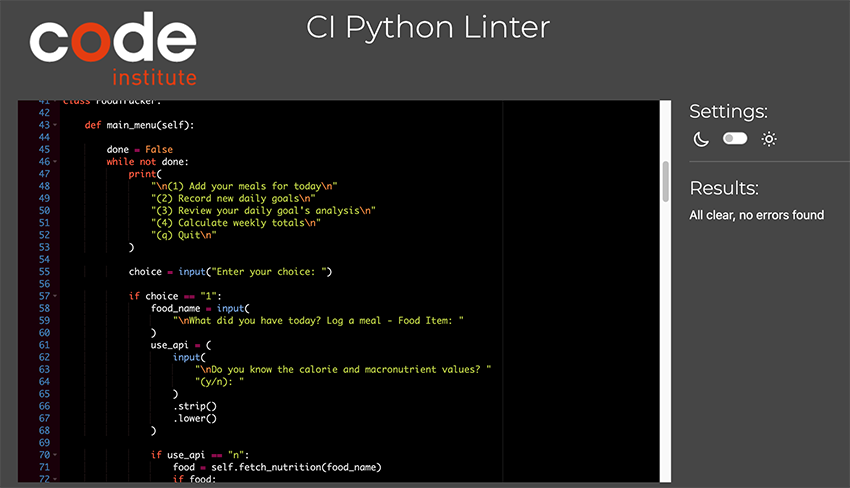 code
institute
CI Python Linter
41 class FoodTracker:
42
43 def main_menu(self):
44
45 done = False
46 while not done:
47 print(
48 "\n(1) Add your meals for today\n"
49 "(2) Record new daily goals\n"
50 "(3) Review your daily goal's analysis\n"
51 "(4) Calculate weekly totals\n"
52 "(q) Quit\n"
53 )
54
55 choice = input("Enter your choice: ")
56
57 if choice == "1":
58 food_name = input(
59 "\nWhat did you have today? Log a meal - Food Item: "
60 )
61 use_api = (
62 input(
63 "\nDo you know the calorie and macronutrient values? "
64 "(y/n): "
65 )
66 .strip()
67 .lower()
68 )
69
70 if use_api == "n":
71 food = self.fetch_nutrition(food_name)
72 if food:
Settings:
Results:
All clear, no errors found